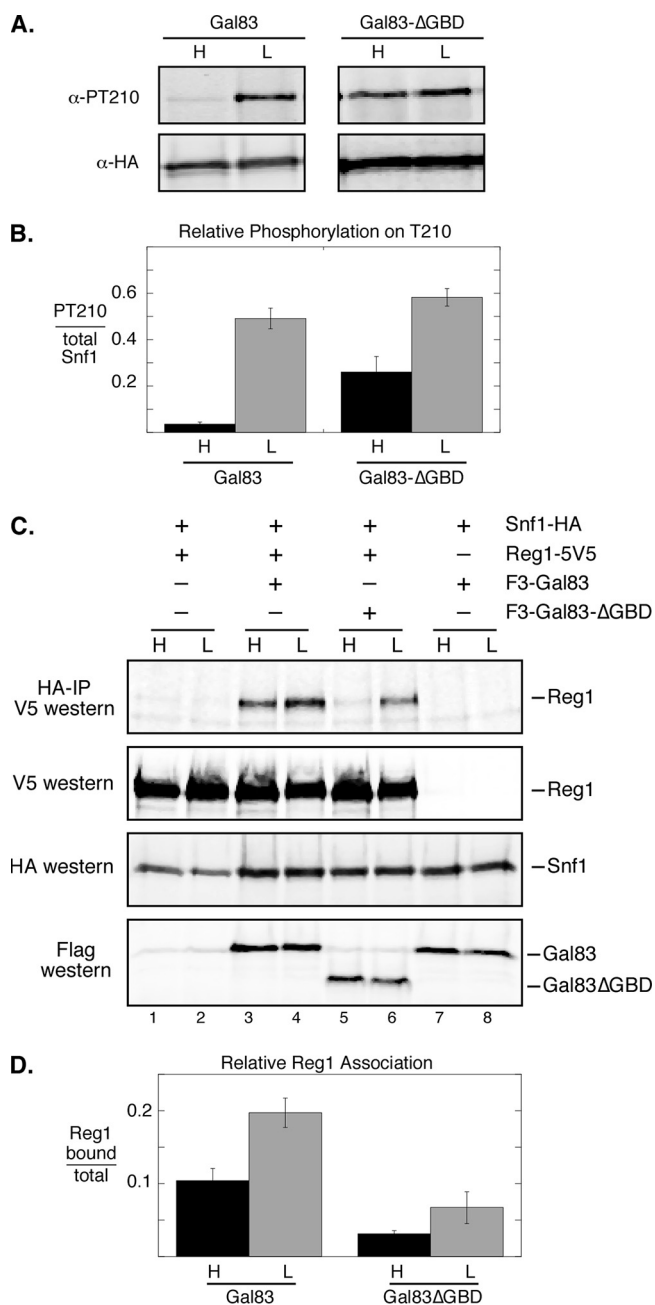 A.
Gal83 Gal83-ΔGBD
H L H L
α-PT210
α-HA
B.
Relative Phosphorylation on T210
PT210
total
Snf1
0.6
0.4
0.2
H L H L
Gal83 Gal83-ΔGBD
C.
+ + + + Snf1-HA
+ + + – Reg1-5V5
– + – + F3-Gal83
– – + – F3-Gal83-ΔGBD
H L H L H L H L
HA-IP
V5 western
–Reg1
V5 western –Reg1
HA western –Snf1
Flag
western
–Gal83
–Gal83ΔGBD
1 2 3 4 5 6 7 8
D.
Relative Reg1 Association
Reg1
bound
total
0.2
0.1
H L H L
Gal83 Gal83ΔGBD